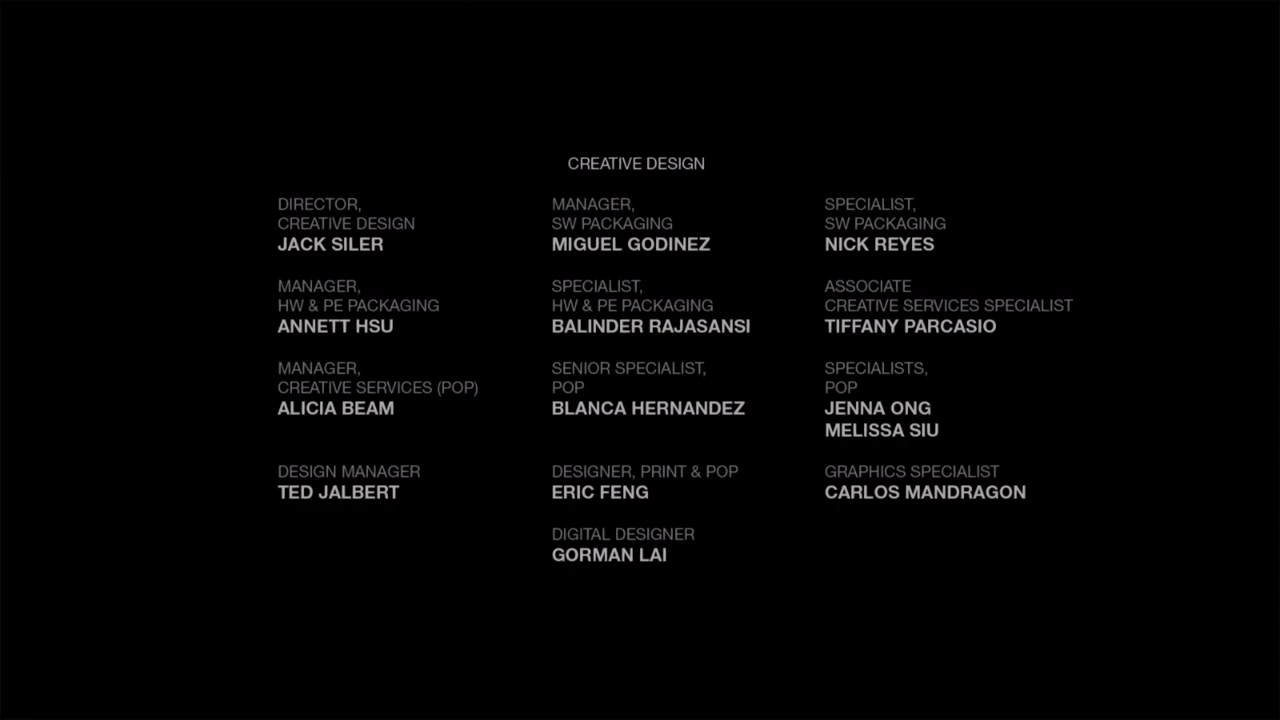 CREATIVE DESIGN
DIRECTOR,
CREATIVE DESIGN
JACK SILER
MANAGER,
SW PACKAGING
MIGUEL GODINEZ
SPECIALIST,
SW PACKAGING
NICK REYES
MANAGER,
HW & PE PACKAGING
ANNETT HSU
SPECIALIST,
HW & PE PACKAGING
BALINDER RAJASANSI
ASSOCIATE
CREATIVE SERVICES SPECIALIST
TIFFANY PARCASIO
MANAGER,
CREATIVE SERVICES (POP)
ALICIA BEAM
SENIOR SPECIALIST,
POP
BLANCA HERNANDEZ
SPECIALISTS,
POP
JENNA ONG
MELISSA SIU
DESIGN MANAGER
TED JALBERT
DESIGNER, PRINT & POP
ERIC FENG
GRAPHICS SPECIALIST
CARLOS MANDRAGON
DIGITAL DESIGNER
GORMAN LAI